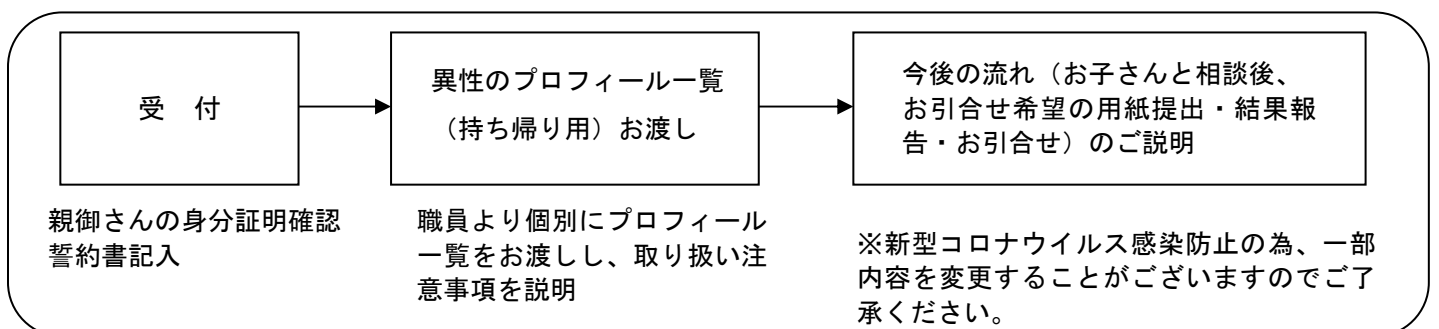 受　付
親御さんの身分証明確認
誓約書記入
異性のプロフィール一覧
（持ち帰り用）お渡し
職員より個別にプロフィール
一覧をお渡しし、取り扱い注
意事項を説明
今後の流れ（お子さんと相談後、
お引合せ希望の用紙提出・結果報
告・お引合せ）のご説明
※新型コロナウイルス感染防止の為、一部
内容を変更することがございますのでご了
承ください。